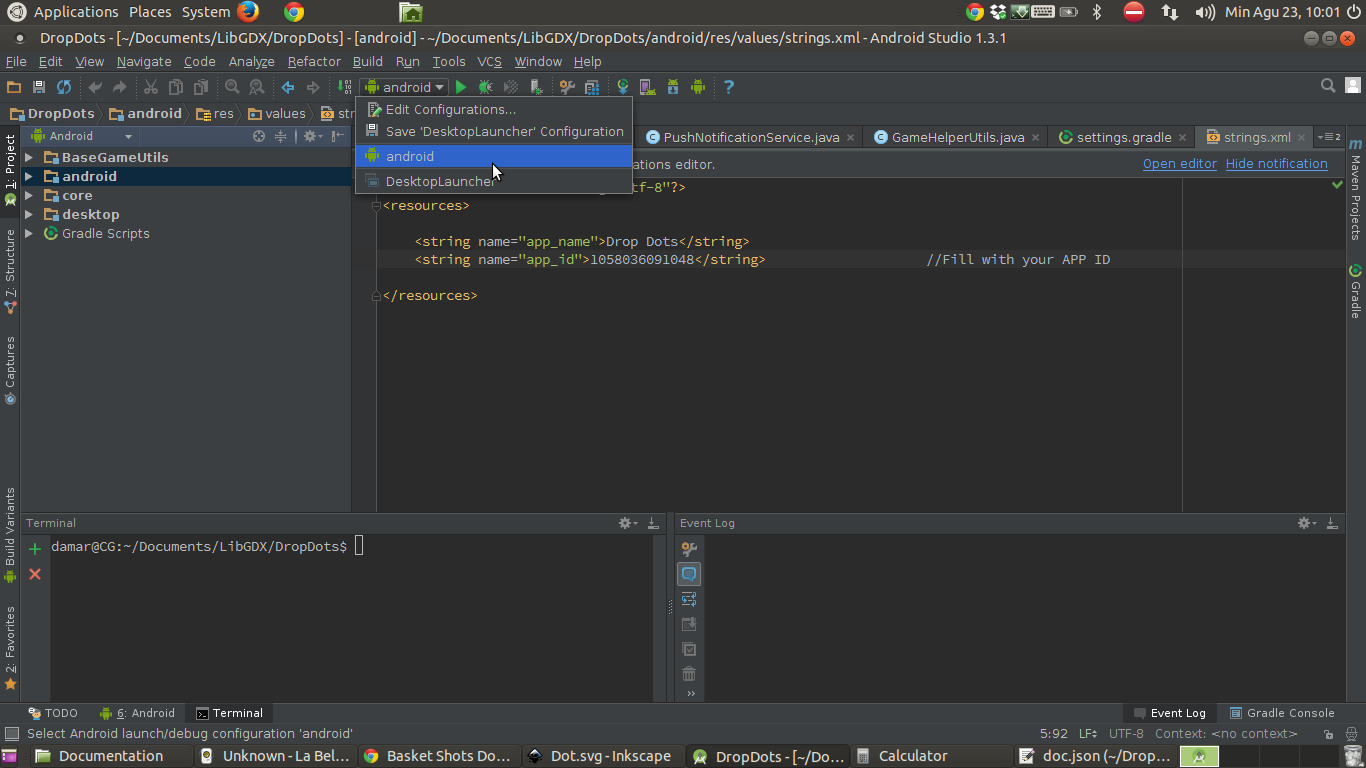 Applications Places System Min Agu 23, 10:01
DropDots - [~/Documents/LibGDX/DropDots] - [android] - ~/Documents/LibGDX/DropDots/android/res/values/strings.xml - Android Studio 1.3.1
File Edit View Navigate Code Analyze Refactor Build Run Tools VCS Window Help
android
DropDots android res values
Edit Configurations...
Save 'DesktopLauncher' Configuration
android
DesktopLauncher
Android
PushNotificationService.java GameHelperUtils.java settings.gradle strings.xml
ations editor. Open editor Hide notification
BaseGameUtils
android
core
desktop
Gradle Scripts
1: Project
7: Structure
Captures
Build Variants
2: Favorites
tf-8"?>
<resources>
<string name="app_name">Drop Dots</string>
<string name="app_id">1058036091048</string> //Fill with your APP ID
</resources>
Maven Projects
Gradle
Terminal
damar@CG:~/Documents/LibGDX/DropDots$
Event Log
TODO 6: Android Terminal Event Log Gradle Console
Select Android launch/debug configuration 'android' 5:92 LF UTF-8 Context: <no context>
Documentation Unknown - La Bel... Basket Shots Do... Dot.svg - Inkscape DropDots - [~/Do... Calculator doc.json (~/Drop...